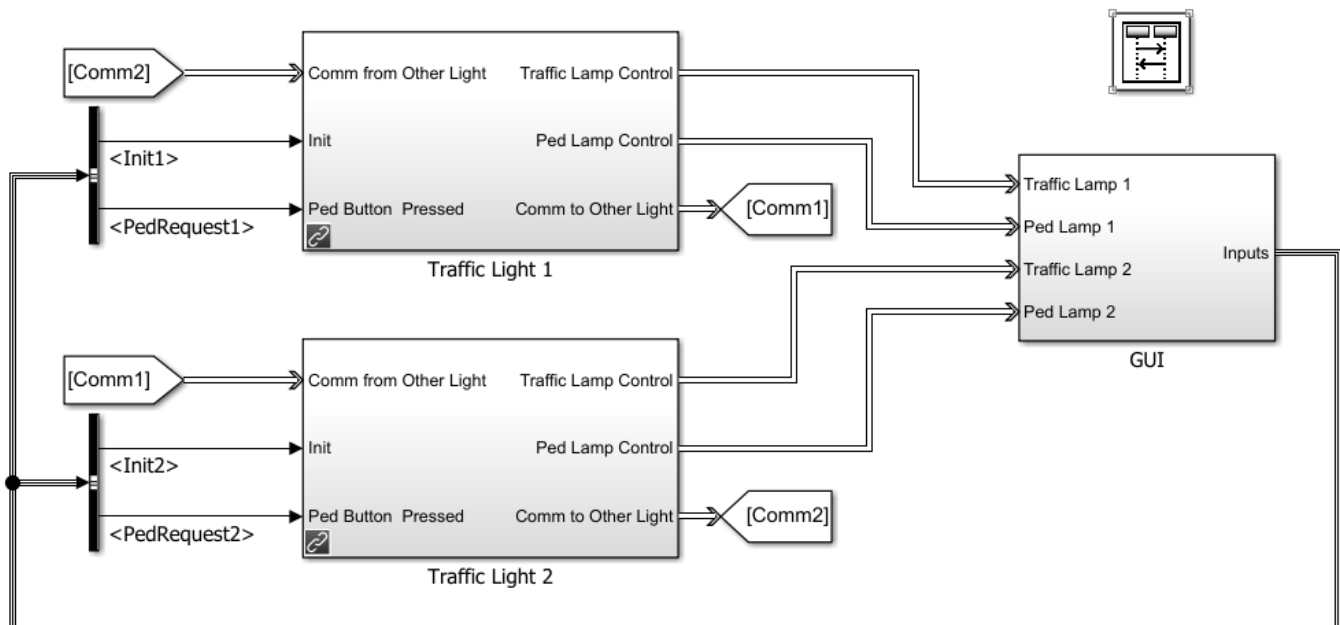 [Comm2]
Comm from Other Light
Traffic Lamp Control
Init
Ped Lamp Control
<Init1>
Ped Button  Pressed
Comm to Other Light
[Comm1]
<PedRequest1>
Traffic Light 1
Traffic Lamp 1
Ped Lamp 1
Inputs
Traffic Lamp 2
Ped Lamp 2
GUI
[Comm1]
Comm from Other Light
Traffic Lamp Control
Init
Ped Lamp Control
<Init2>
Ped Button  Pressed
Comm to Other Light
[Comm2]
<PedRequest2>
Traffic Light 2